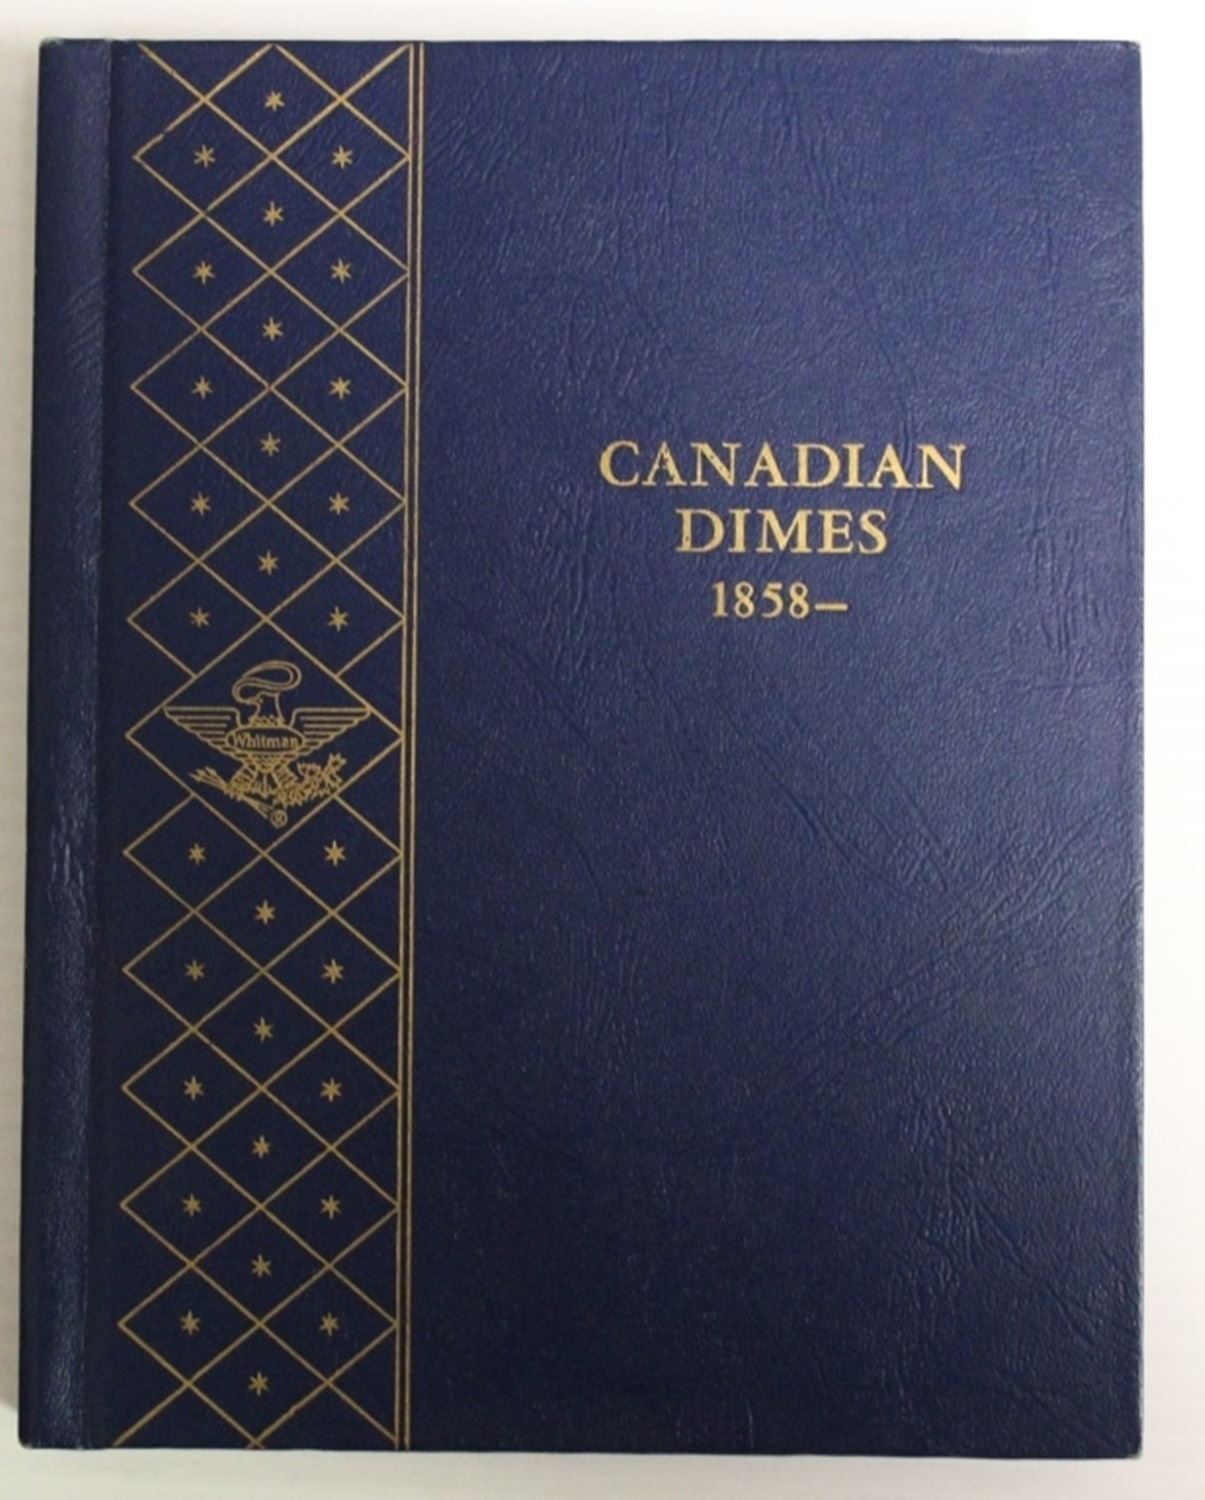 CANADIAN
DIMES
1858—
Whitman
®